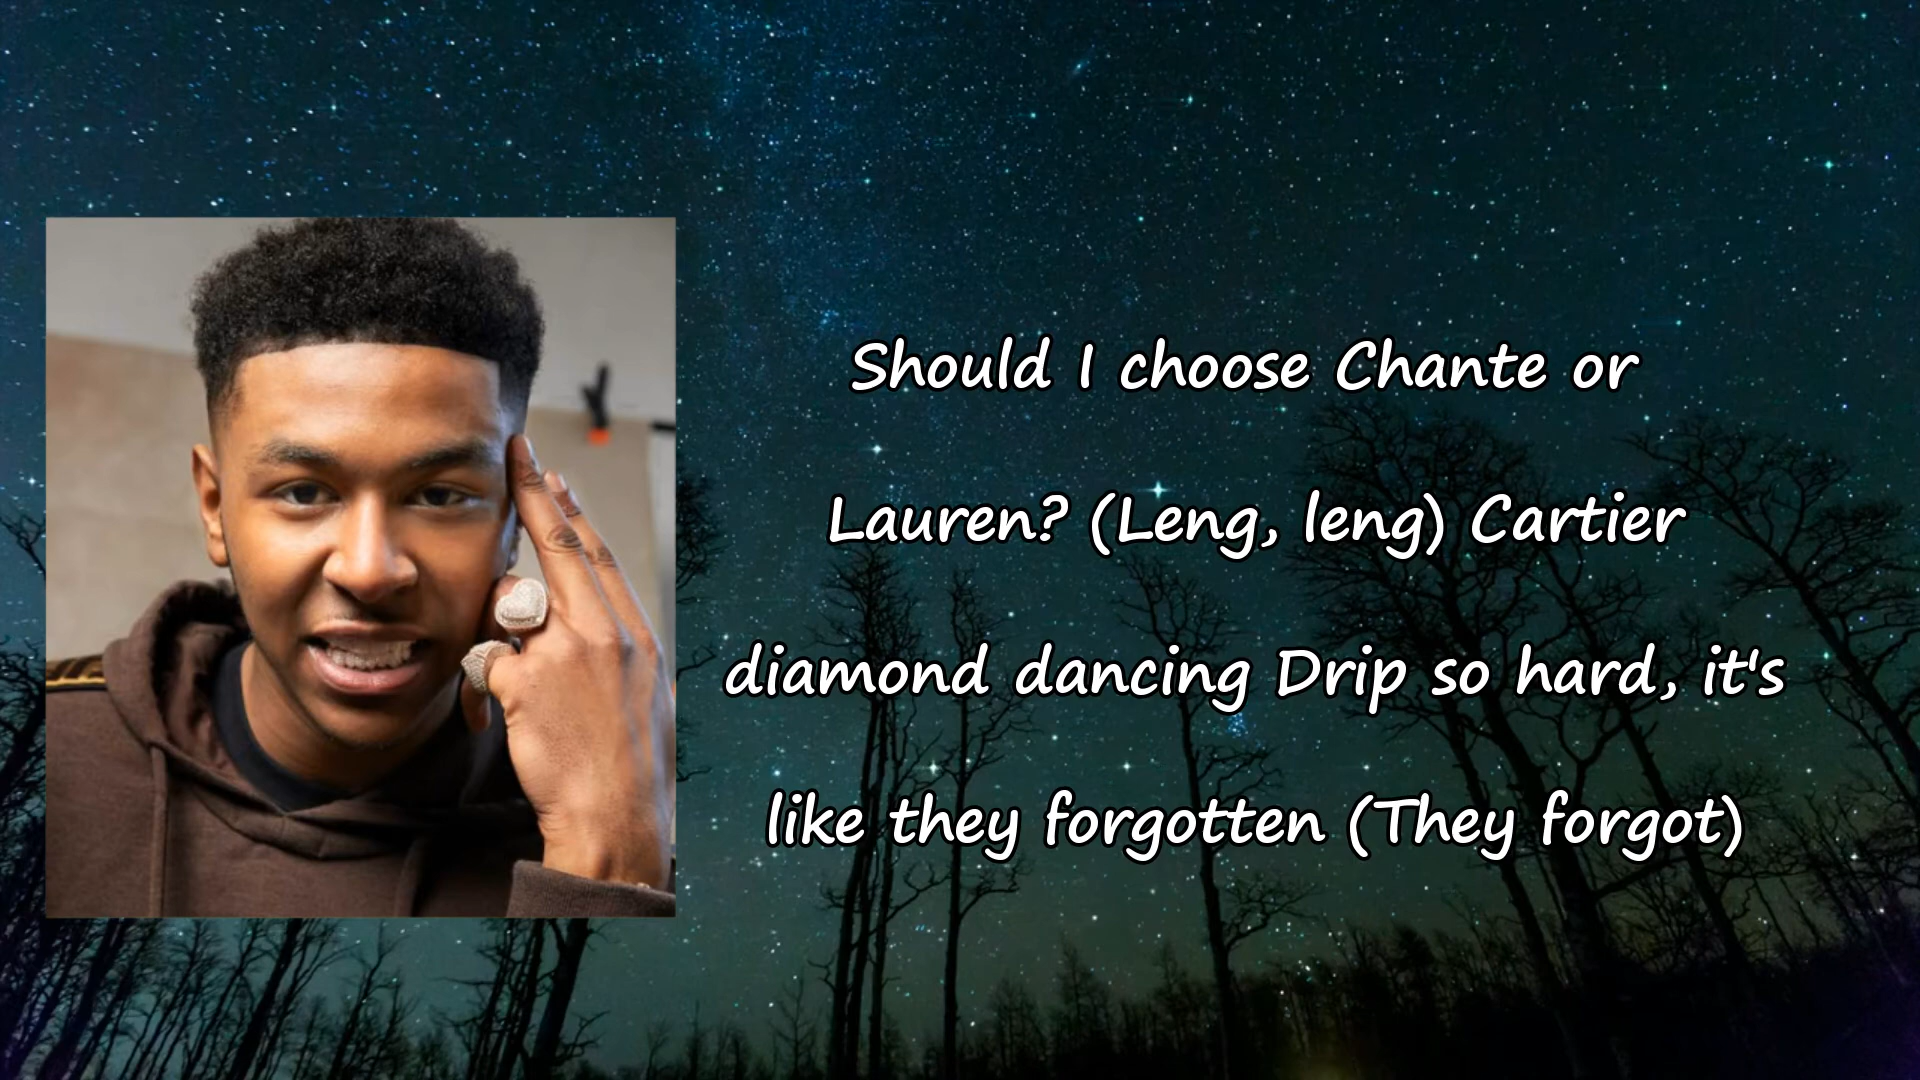 Should I choose Chante or
Lauren? (Leng, leng) Cartier
diamond dancing Drip so hard, it's
like they forgotten (They forgot)